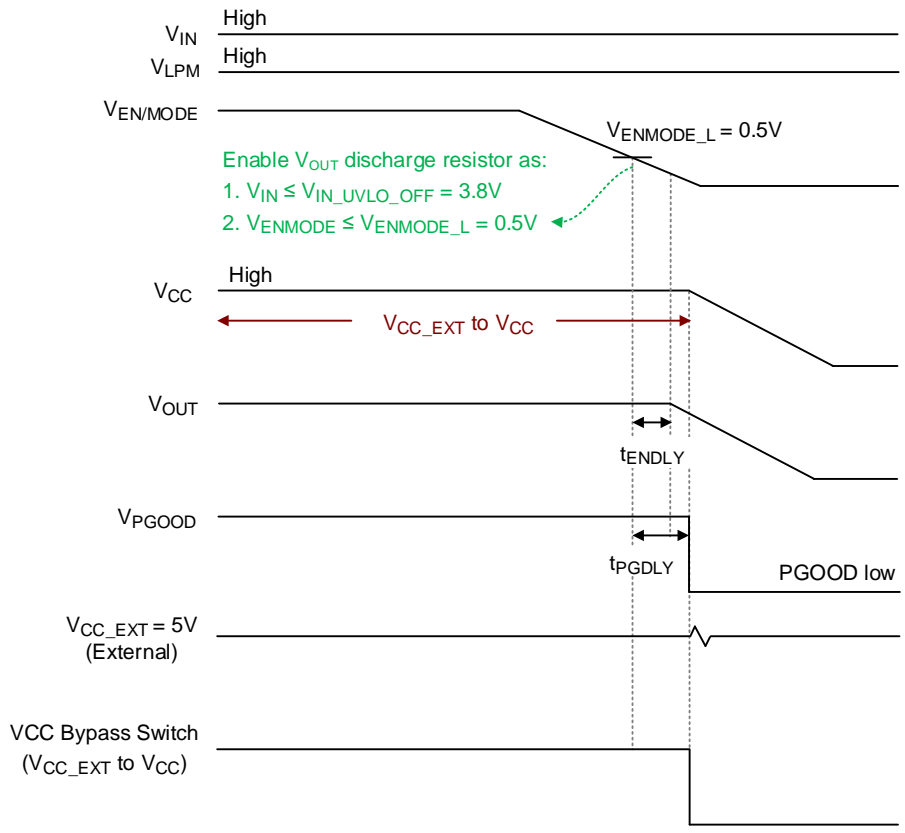 High
VIN
High
VLPM
VEN/MODE
VENMODE_L = 0.5V
Enable VOUT discharge resistor as:
1. VIN ≤ VIN_UVLO_OFF = 3.8V
2. VENMODE ≤ VENMODE_L = 0.5V
High
VCC
VCC_EXT to VCC
VOUT
tENDLY
VPGOOD
tPGDLY
PGOOD low
VCC_EXT = 5V
(External)
VCC Bypass Switch
(VCC_EXT to VCC)